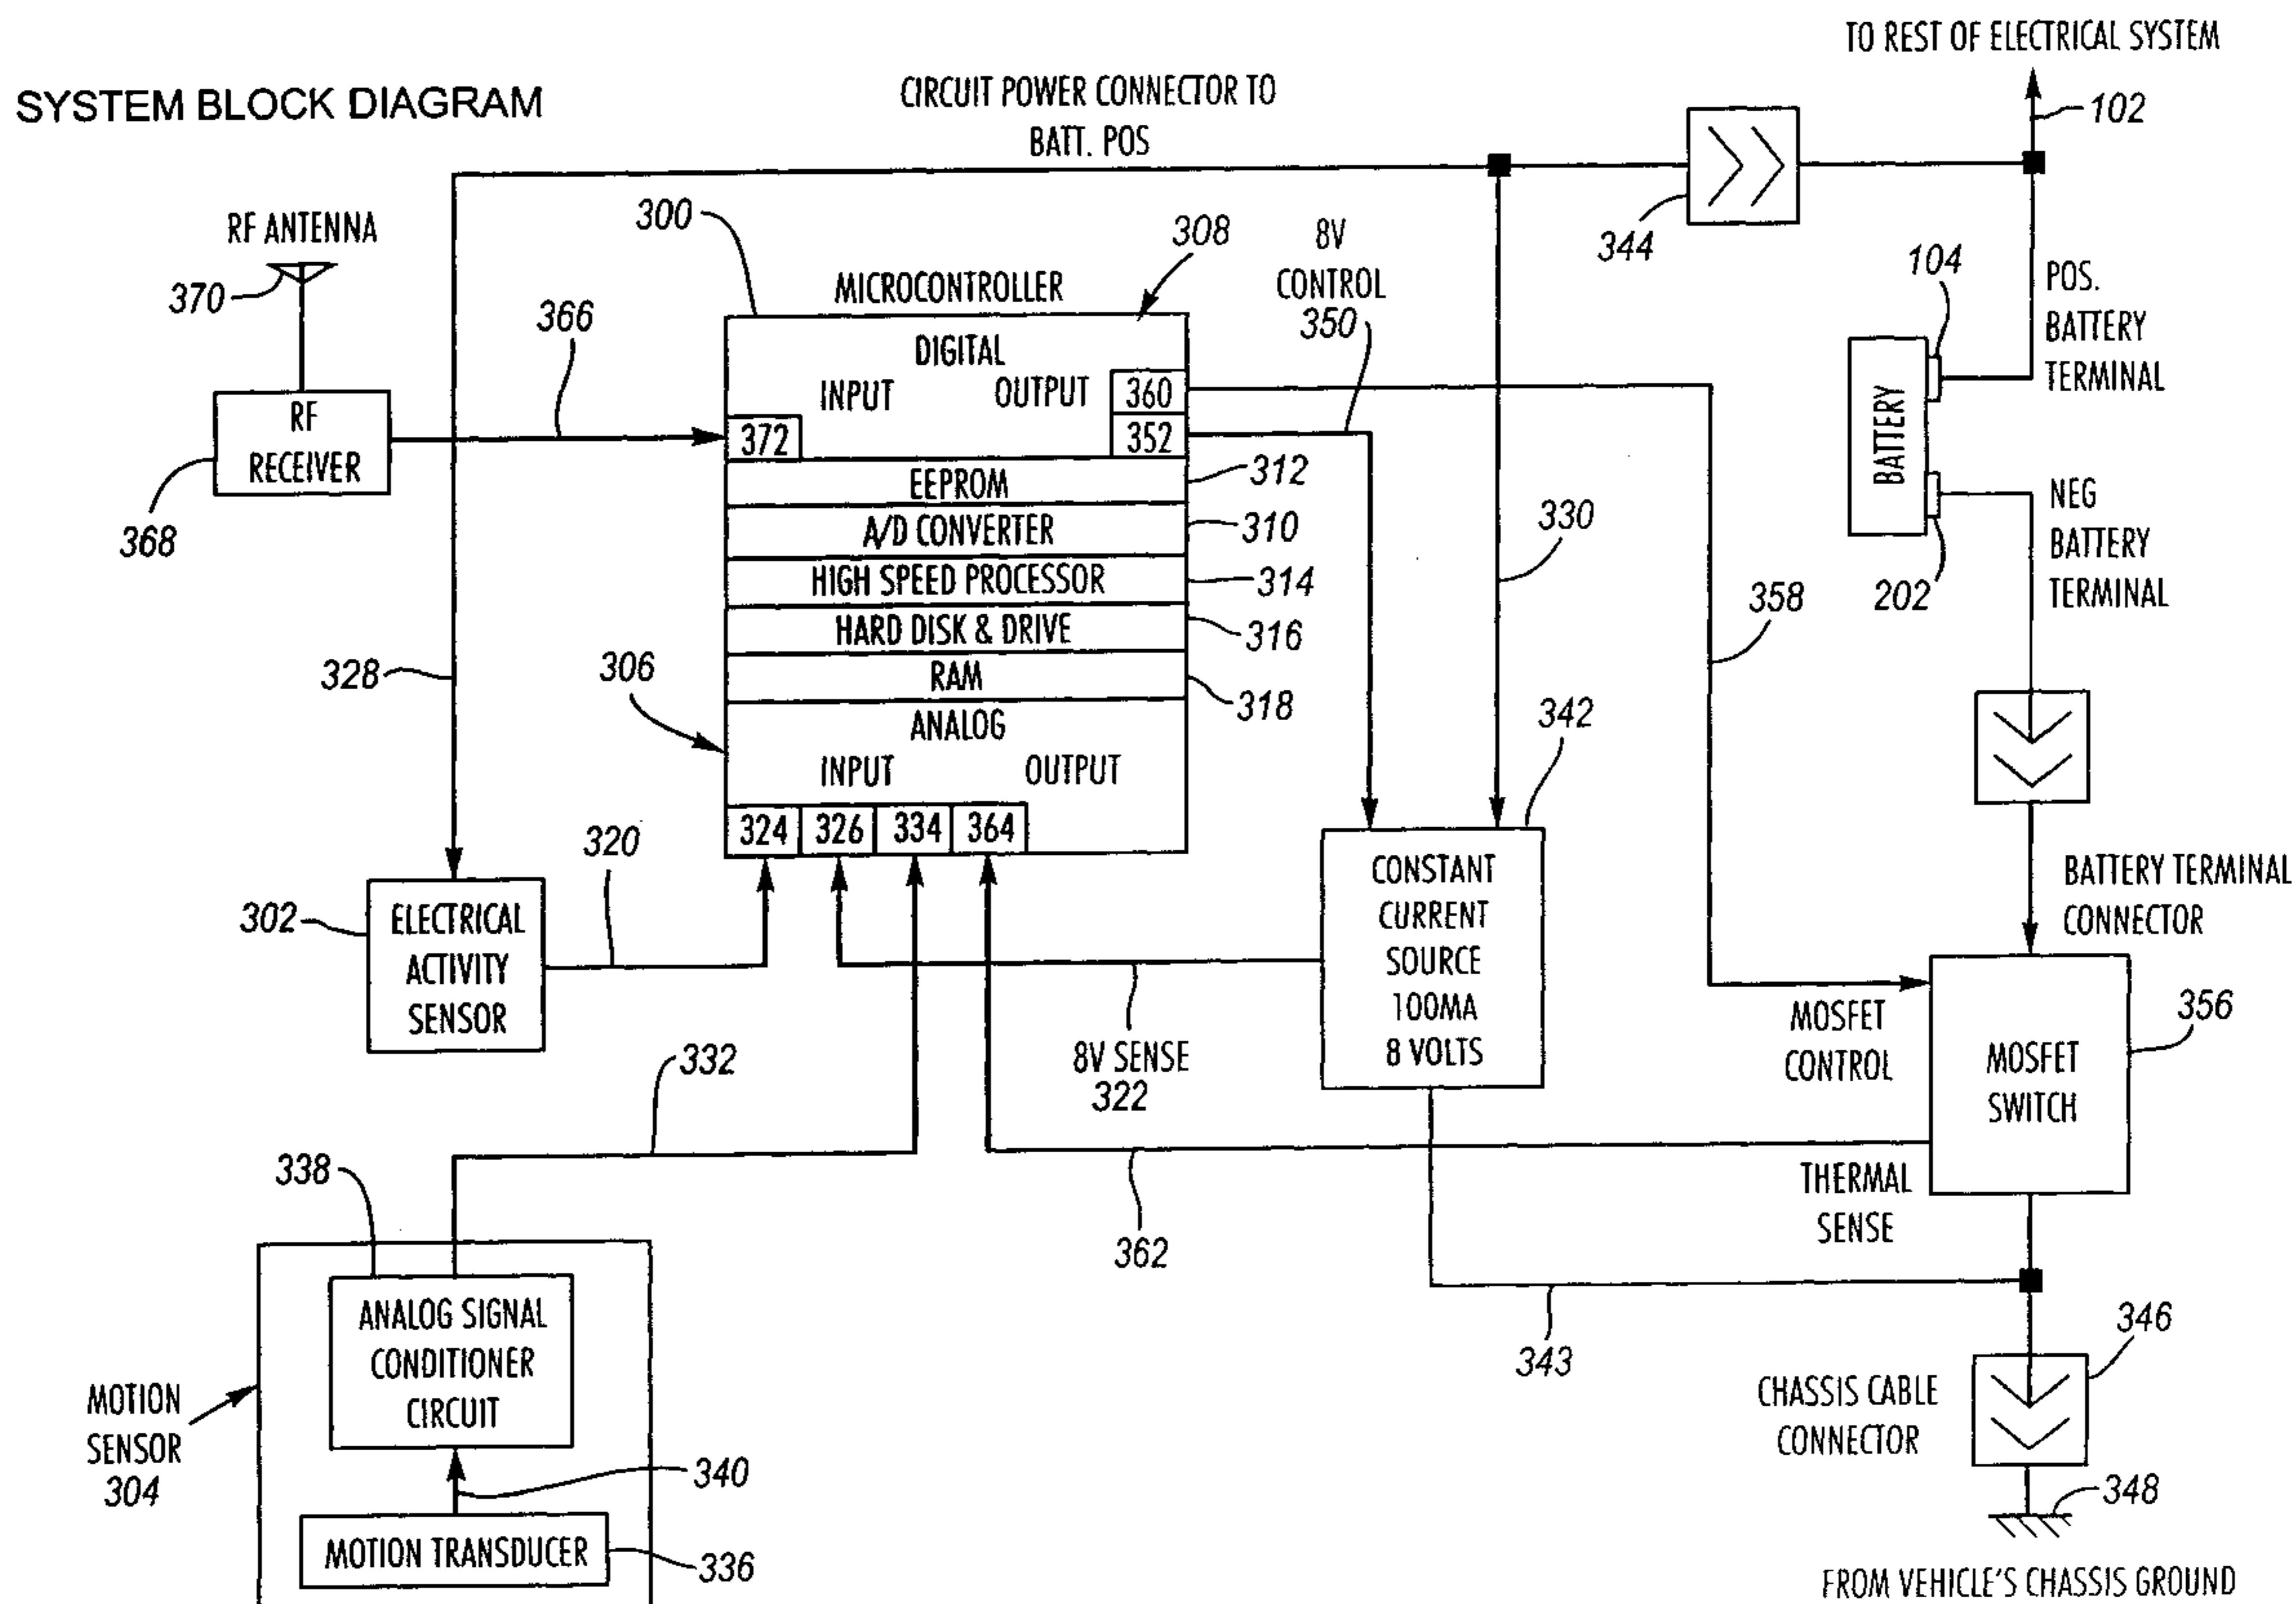 SYSTEM BLOCK DIAGRAM
CIRCUIT POWER CONNECTOR TO
BATT. POS
TO REST OF ELECTRICAL SYSTEM
102
344
RF ANTENNA
370
366
RF
RECEIVER
368
328
300
MICROCONTROLLER
308
DIGITAL
INPUT
OUTPUT
360
352
372
EEPROM
312
A/D CONVERTER
310
HIGH SPEED PROCESSOR
314
HARD DISK & DRIVE
316
RAM
318
306
ANALOG
INPUT
OUTPUT
324
326
334
364
8V
CONTROL
350
330
358
104
POS.
BATTERY
TERMINAL
BATTERY
NEG
BATTERY
TERMINAL
202
342
CONSTANT
CURRENT
SOURCE
100MA
8 VOLTS
BATTERY TERMINAL
CONNECTOR
302
ELECTRICAL
ACTIVITY
SENSOR
320
8V SENSE
322
332
MOSFET
CONTROL
MOSFET
SWITCH
356
THERMAL
SENSE
362
343
338
ANALOG SIGNAL
CONDITIONER
CIRCUIT
MOTION
SENSOR
304
340
MOTION TRANSDUCER
336
346
CHASSIS CABLE
CONNECTOR
348
FROM VEHICLE'S CHASSIS GROUND